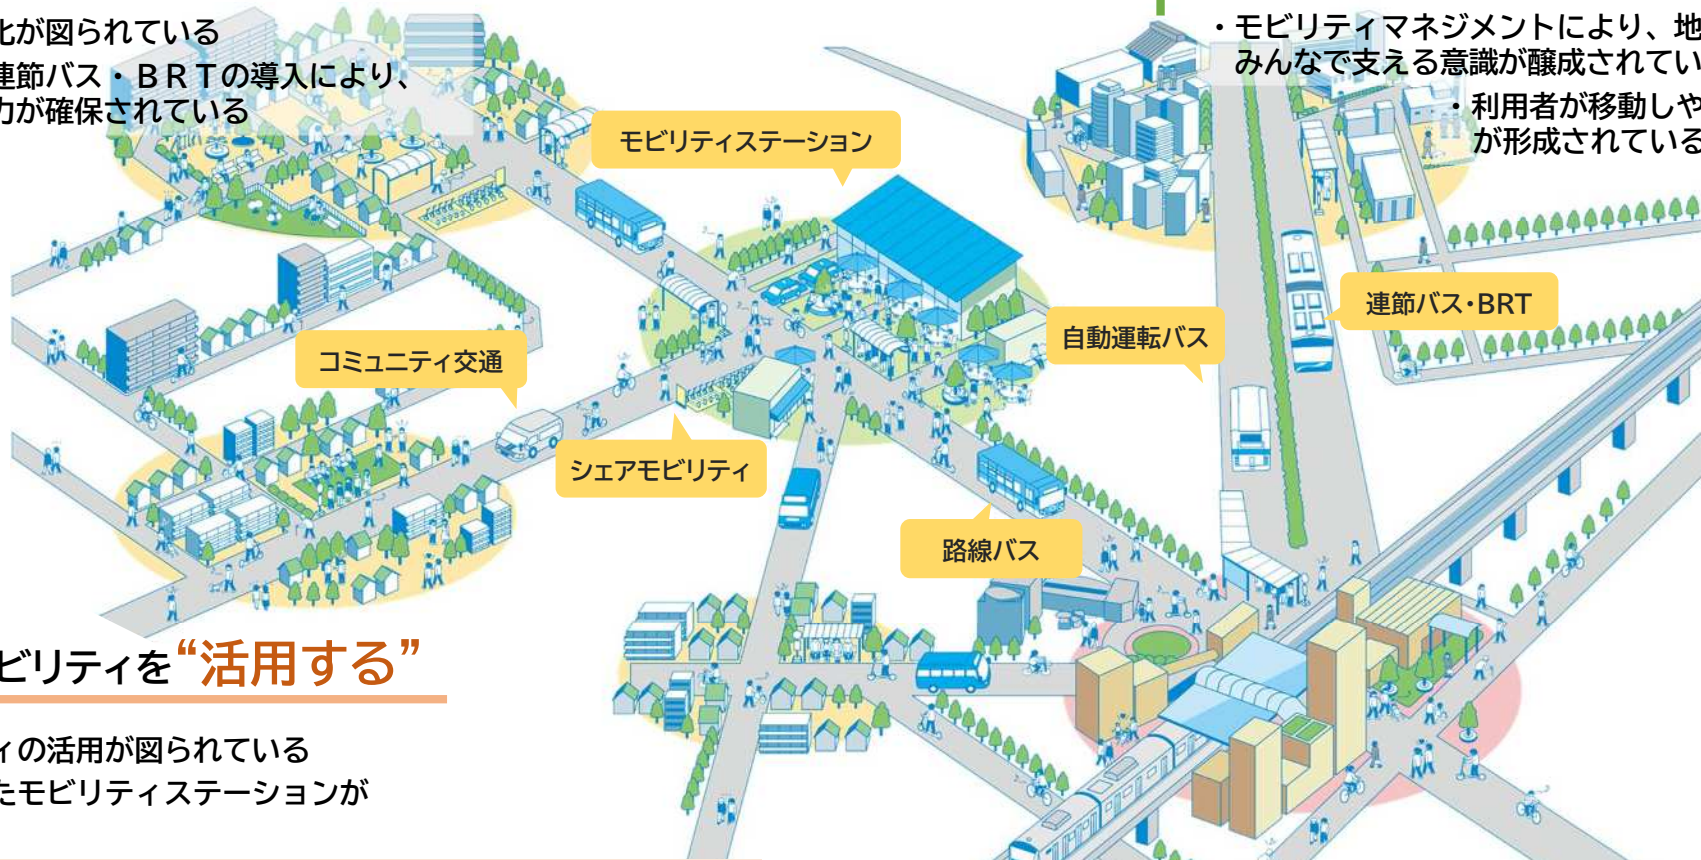 化が図られている
連節バス・ＢＲＴの導入により、
力が確保されている
・モビリティマネジメントにより、地
みんなで支える意識が醸成されてい
・利用者が移動しや
が形成されている
モビリティステーション
連節バス・BRT
自動運転バス
コミュニティ交通
シェアモビリティ
路線バス
ビリティを“活用する”
ィの活用が図られている
たモビリティステーションが